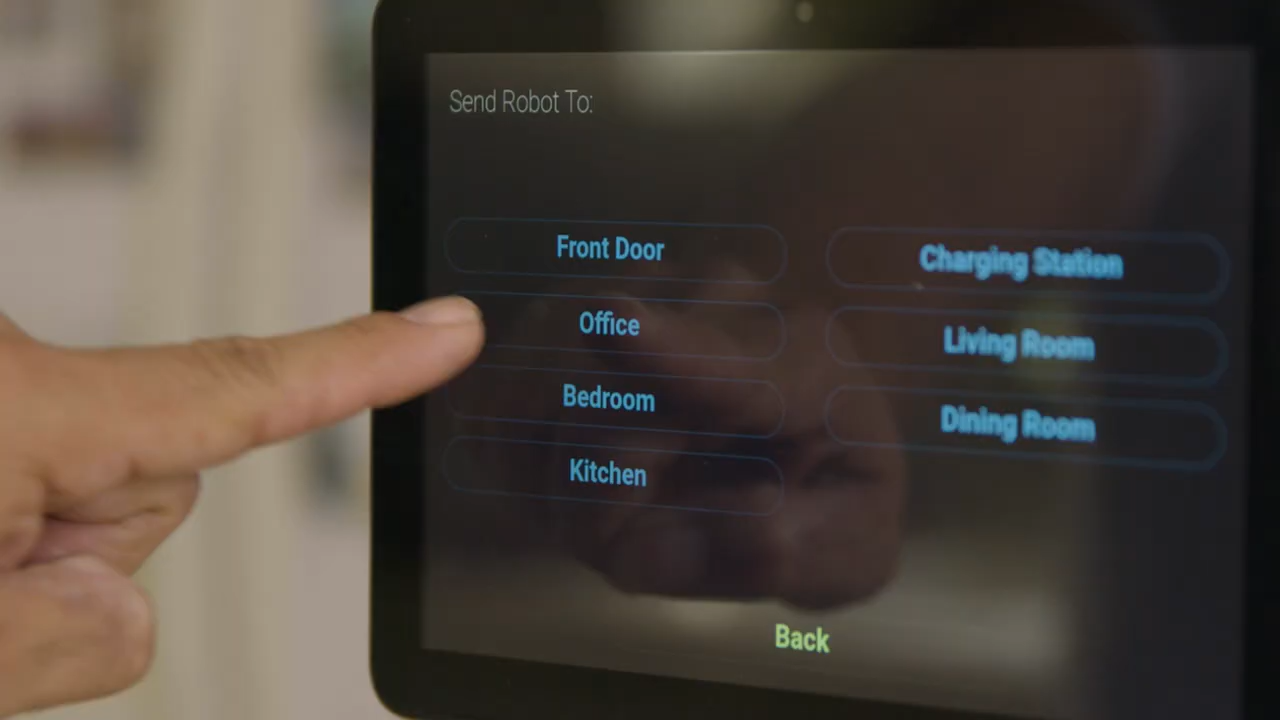 Send Robot To:
Front Door
Office
Bedroom
Kitchen
Charging Station
Living Room
Dining Room
Back